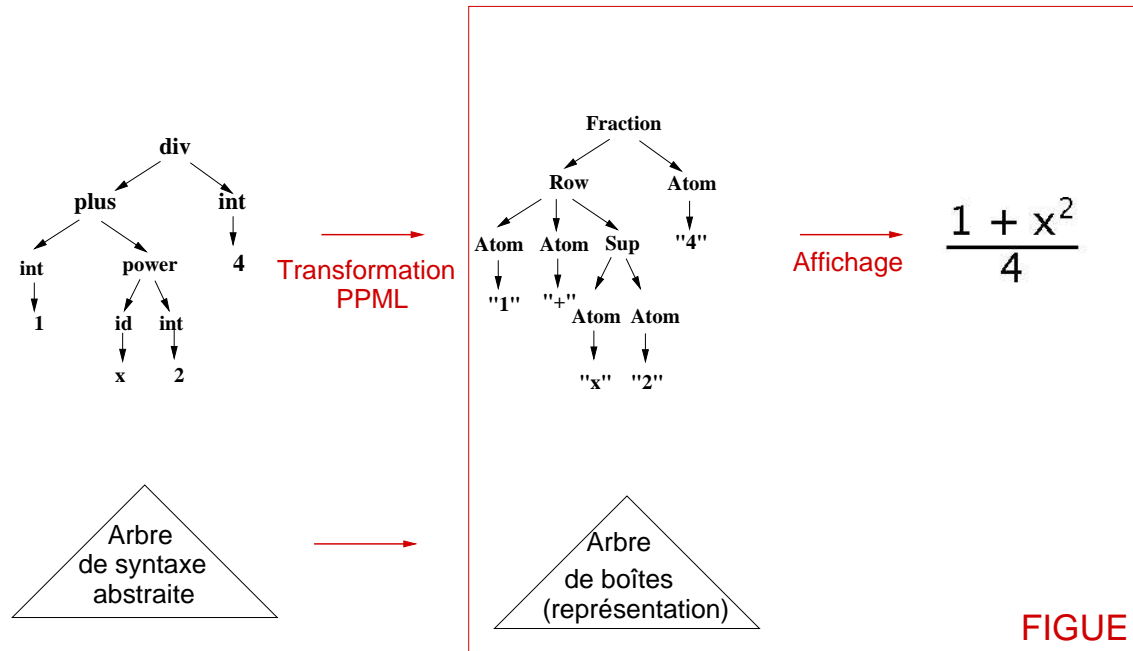 div
plus int
int power 4
1 id int
x 2
Transformation
PPML
Fraction
Row Atom
Atom Atom Sup "4"
"1" "+" Atom Atom
"x" "2"
Affichage
1 + x²
4
Arbre
de syntaxe
abstraite
Arbre
de boîtes
(représentation)
FIGUE